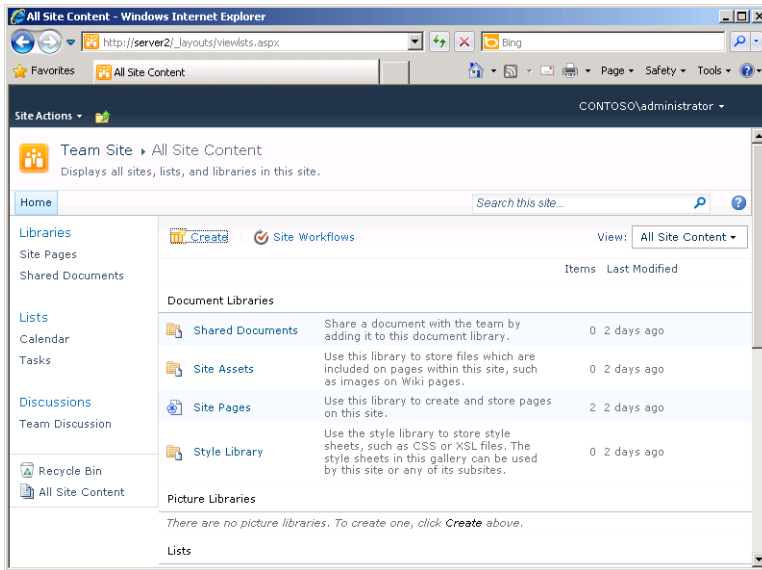 All Site Content - Windows Internet Explorer
http://server2/_layouts/viewlsts.aspx
Bing
Favorites
All Site Content
Page
Safety
Tools
CONTOSO\administrator
Site Actions
Team Site
All Site Content
Displays all sites, lists, and libraries in this site.
Home
Search this site...
Libraries
Site Pages
Shared Documents
Lists
Calendar
Tasks
Discussions
Team Discussion
Recycle Bin
All Site Content
Create
Site Workflows
View:
All Site Content
Items
Last Modified
Document Libraries
Shared Documents
Share a document with the team by
adding it to this document library.
0
2 days ago
Site Assets
Use this library to store files which are
included on pages within this site, such
as images on Wiki pages.
0
2 days ago
Site Pages
Use this library to create and store pages
on this site.
2
2 days ago
Style Library
Use the style library to store style
sheets, such as CSS or XSL files. The
style sheets in this gallery can be used
by this site or any of its subsites.
0
2 days ago
Picture Libraries
There are no picture libraries. To create one, click Create above.
Lists